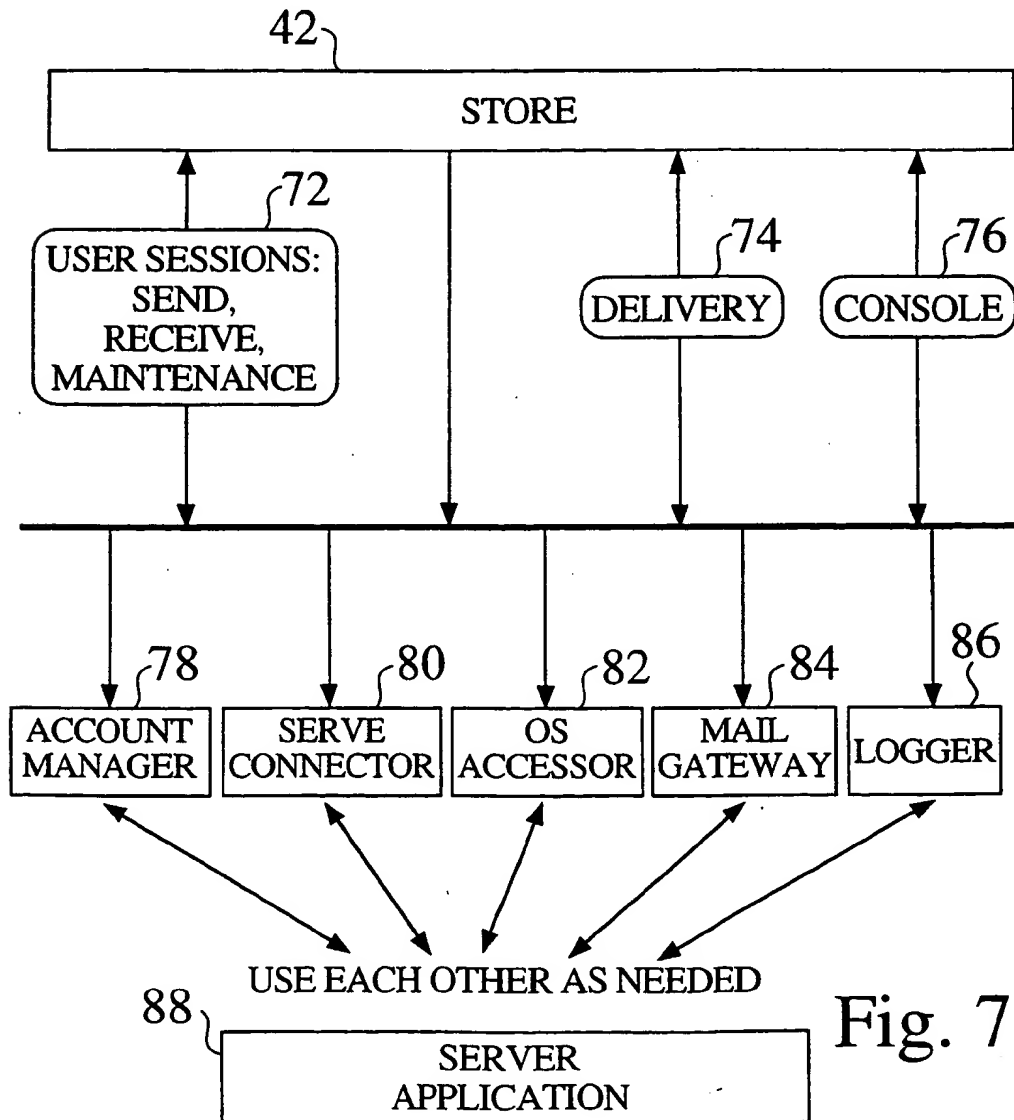 42
STORE
72
USER SESSIONS:
SEND,
RECEIVE,
MAINTENANCE
74
DELIVERY
76
CONSOLE
78
ACCOUNT
MANAGER
80
SERVE
CONNECTOR
82
OS
ACCESSOR
84
MAIL
GATEWAY
86
LOGGER
USE EACH OTHER AS NEEDED
88
SERVER
APPLICATION
Fig. 7